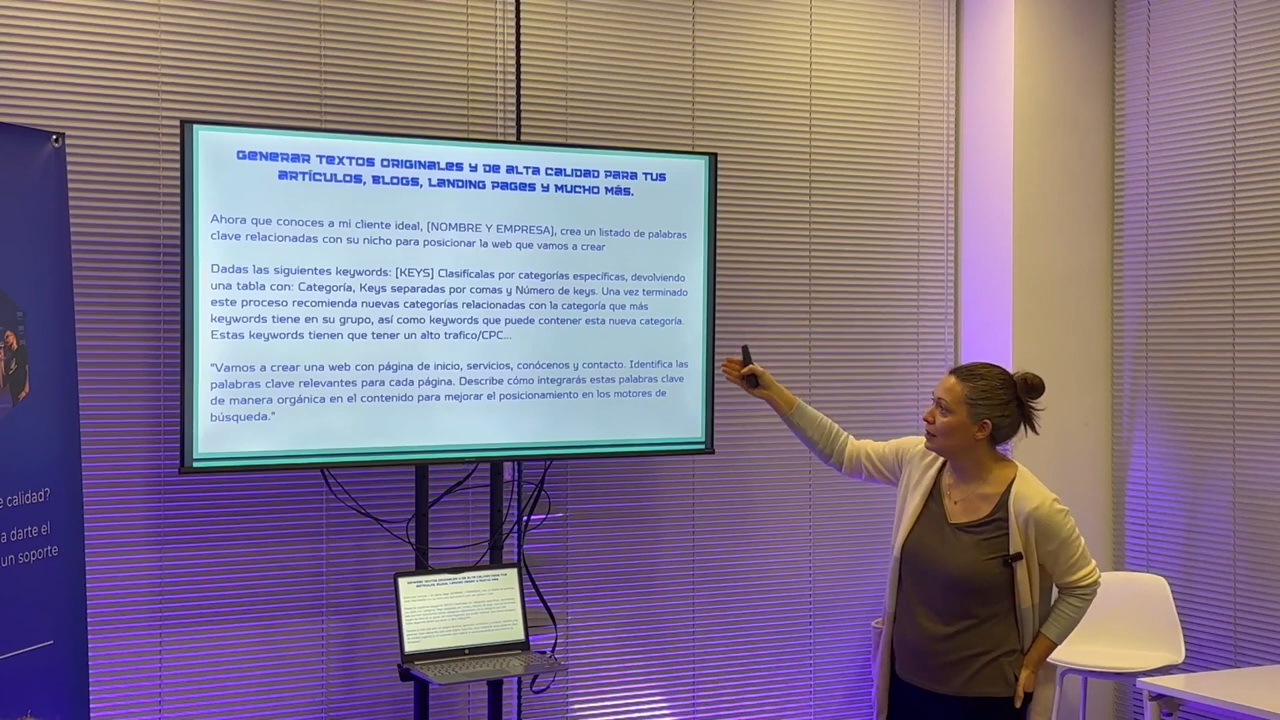 GENERAR TEXTOS ORIGINALES Y DE ALTA CALIDAD PARA TUS
ARTÍCULOS, BLOGS, LANDING PAGES Y MUCHO MÁS.
Ahora que conoces a mi cliente ideal, [NOMBRE Y EMPRESA], crea un listado de palabras
clave relacionadas con su nicho para posicionar la web que vamos a crear
Dadas las siguientes keywords: [KEYS] Clasifícalas por categorías específicas, devolviendo
una tabla con: Categoría, Keys separadas por comas y Número de keys. Una vez terminado
este proceso recomienda nuevas categorías relacionadas con la categoría que más
keywords tiene en su grupo, así como keywords que puede contener esta nueva categoría.
Estas keywords tienen que tener un alto trafico/CPC...
"Vamos a crear una web con página de inicio, servicios, conócenos y contacto. Identifica las
palabras clave relevantes para cada página. Describe cómo integrarás estas palabras clave
de manera orgánica en el contenido para mejorar el posicionamiento en los motores de
búsqueda."
e calidad?
a darte el
un soporte